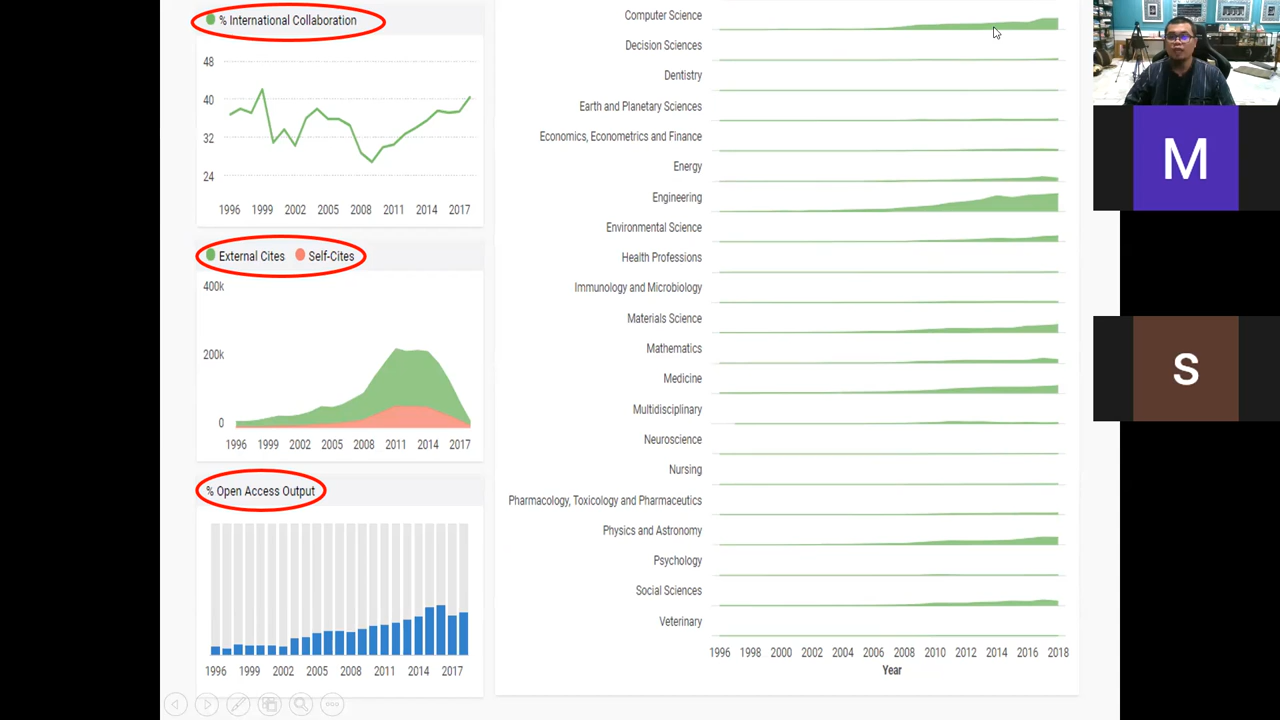 % International Collaboration
48
40
32
24
1996 1999 2002 2005 2008 2011 2014 2017
External Cites Self-Cites
400k
200k
0
1996 1999 2002 2005 2008 2011 2014 2017
% Open Access Output
1996 1999 2002 2005 2008 2011 2014 2017
Computer Science
Decision Sciences
Dentistry
Earth and Planetary Sciences
Economics, Econometrics and Finance
Energy
Engineering
Environmental Science
Health Professions
Immunology and Microbiology
Materials Science
Mathematics
Medicine
Multidisciplinary
Neuroscience
Nursing
Pharmacology, Toxicology and Pharmaceutics
Physics and Astronomy
Psychology
Social Sciences
Veterinary
1996 1998 2000 2002 2004 2006 2008 2010 2012 2014 2016 2018
Year
M
S